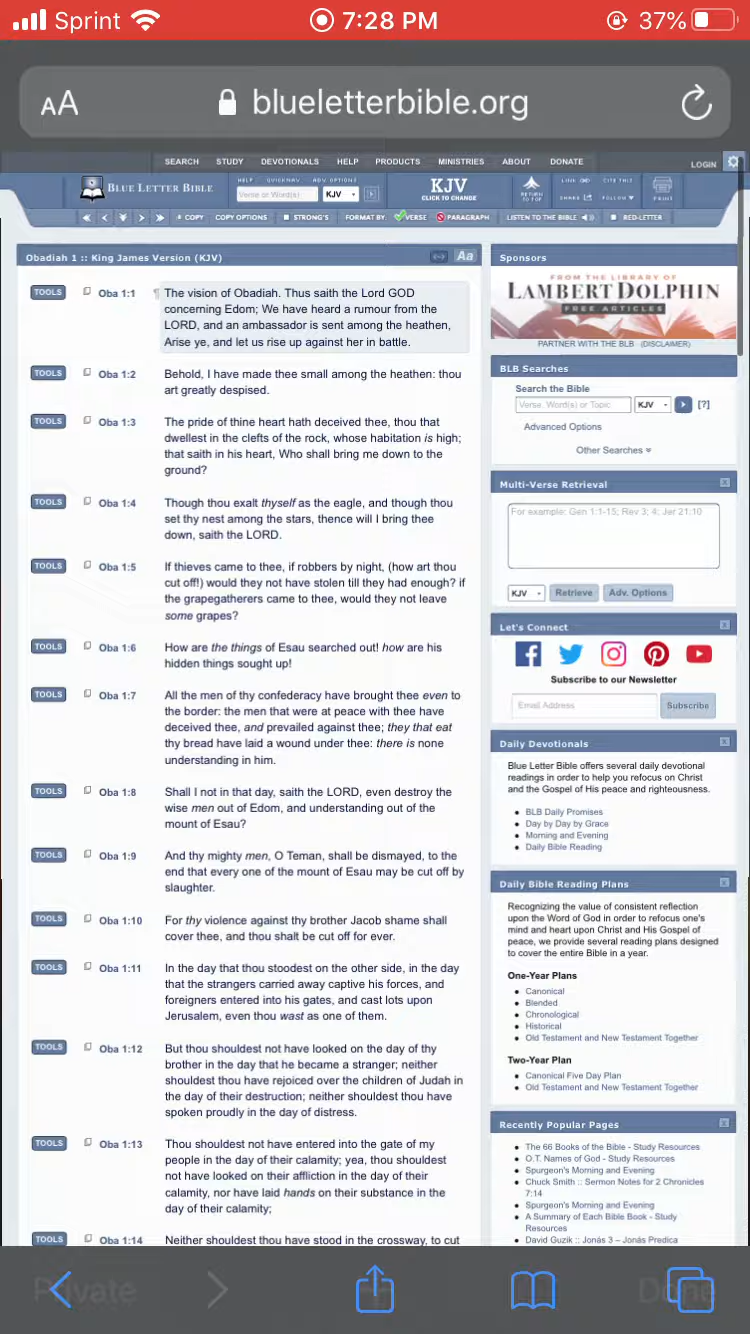 Sprint 7:28 PM 37%
AA blueletterbible.org
SEARCH STUDY DEVOTIONALS HELP PRODUCTS MINISTRIES ABOUT DONATE LOGIN
BLUE LETTER BIBLE
HELP QUICKNAV ADV. OPTIONS
Verse or Word(s) KJV
KJV
CLICK TO CHANGE
RETURN TO TOP
LINK CITE THIS
SHARE FOLLOW
PRINT
COPY COPY OPTIONS STRONG'S FORMAT BY VERSE PARAGRAPH LISTEN TO THE BIBLE RED-LETTER
Obadiah 1 :: King James Version (KJV) Aa
TOOLS Oba 1:1 ¶ The vision of Obadiah. Thus saith the Lord GOD
concerning Edom; We have heard a rumour from the
LORD, and an ambassador is sent among the heathen,
Arise ye, and let us rise up against her in battle.
TOOLS Oba 1:2 Behold, I have made thee small among the heathen: thou
art greatly despised.
TOOLS Oba 1:3 The pride of thine heart hath deceived thee, thou that
dwellest in the clefts of the rock, whose habitation is high;
that saith in his heart, Who shall bring me down to the
ground?
TOOLS Oba 1:4 Though thou exalt thyself as the eagle, and though thou
set thy nest among the stars, thence will I bring thee
down, saith the LORD.
TOOLS Oba 1:5 If thieves came to thee, if robbers by night, (how art thou
cut off!) would they not have stolen till they had enough? if
the grapegatherers came to thee, would they not leave
some grapes?
TOOLS Oba 1:6 How are the things of Esau searched out! how are his
hidden things sought up!
TOOLS Oba 1:7 All the men of thy confederacy have brought thee even to
the border: the men that were at peace with thee have
deceived thee, and prevailed against thee; they that eat
thy bread have laid a wound under thee: there is none
understanding in him.
TOOLS Oba 1:8 Shall I not in that day, saith the LORD, even destroy the
wise men out of Edom, and understanding out of the
mount of Esau?
TOOLS Oba 1:9 And thy mighty men, O Teman, shall be dismayed, to the
end that every one of the mount of Esau may be cut off by
slaughter.
TOOLS Oba 1:10 For thy violence against thy brother Jacob shame shall
cover thee, and thou shalt be cut off for ever.
TOOLS Oba 1:11 In the day that thou stoodest on the other side, in the day
that the strangers carried away captive his forces, and
foreigners entered into his gates, and cast lots upon
Jerusalem, even thou wast as one of them.
TOOLS Oba 1:12 But thou shouldest not have looked on the day of thy
brother in the day that he became a stranger; neither
shouldest thou have rejoiced over the children of Judah in
the day of their destruction; neither shouldest thou have
spoken proudly in the day of distress.
TOOLS Oba 1:13 Thou shouldest not have entered into the gate of my
people in the day of their calamity; yea, thou shouldest
not have looked on their affliction in the day of their
calamity, nor have laid hands on their substance in the
day of their calamity;
TOOLS Oba 1:14 Neither shouldest thou have stood in the crossway, to cut
Sponsors
FROM THE LIBRARY OF
LAMBERT DOLPHIN
FREE ARTICLES
PARTNER WITH THE BLB (DISCLAIMER)
BLB Searches
Search the Bible
Verse, Word(s) or Topic KJV [?]
Advanced Options
Other Searches
Multi-Verse Retrieval
For example: Gen 1:1-15; Rev 3; 4; Jer 21:10
KJV Retrieve Adv. Options
Let's Connect
Subscribe to our Newsletter
Email Address Subscribe
Daily Devotionals
Blue Letter Bible offers several daily devotional
readings in order to help you refocus on Christ
and the Gospel of His peace and righteousness.
BLB Daily Promises
Day by Day by Grace
Morning and Evening
Daily Bible Reading
Daily Bible Reading Plans
Recognizing the value of consistent reflection
upon the Word of God in order to refocus one's
mind and heart upon Christ and His Gospel of
peace, we provide several reading plans designed
to cover the entire Bible in a year.
One-Year Plans
Canonical
Blended
Chronological
Historical
Old Testament and New Testament Together
Two-Year Plan
Canonical Five Day Plan
Old Testament and New Testament Together
Recently Popular Pages
The 66 Books of the Bible - Study Resources
O.T. Names of God - Study Resources
Spurgeon's Morning and Evening
Chuck Smith :: Sermon Notes for 2 Chronicles
7:14
Spurgeon's Morning and Evening
A Summary of Each Bible Book - Study
Resources
David Guzik :: Jonás 3 – Jonás Predica
Private Done